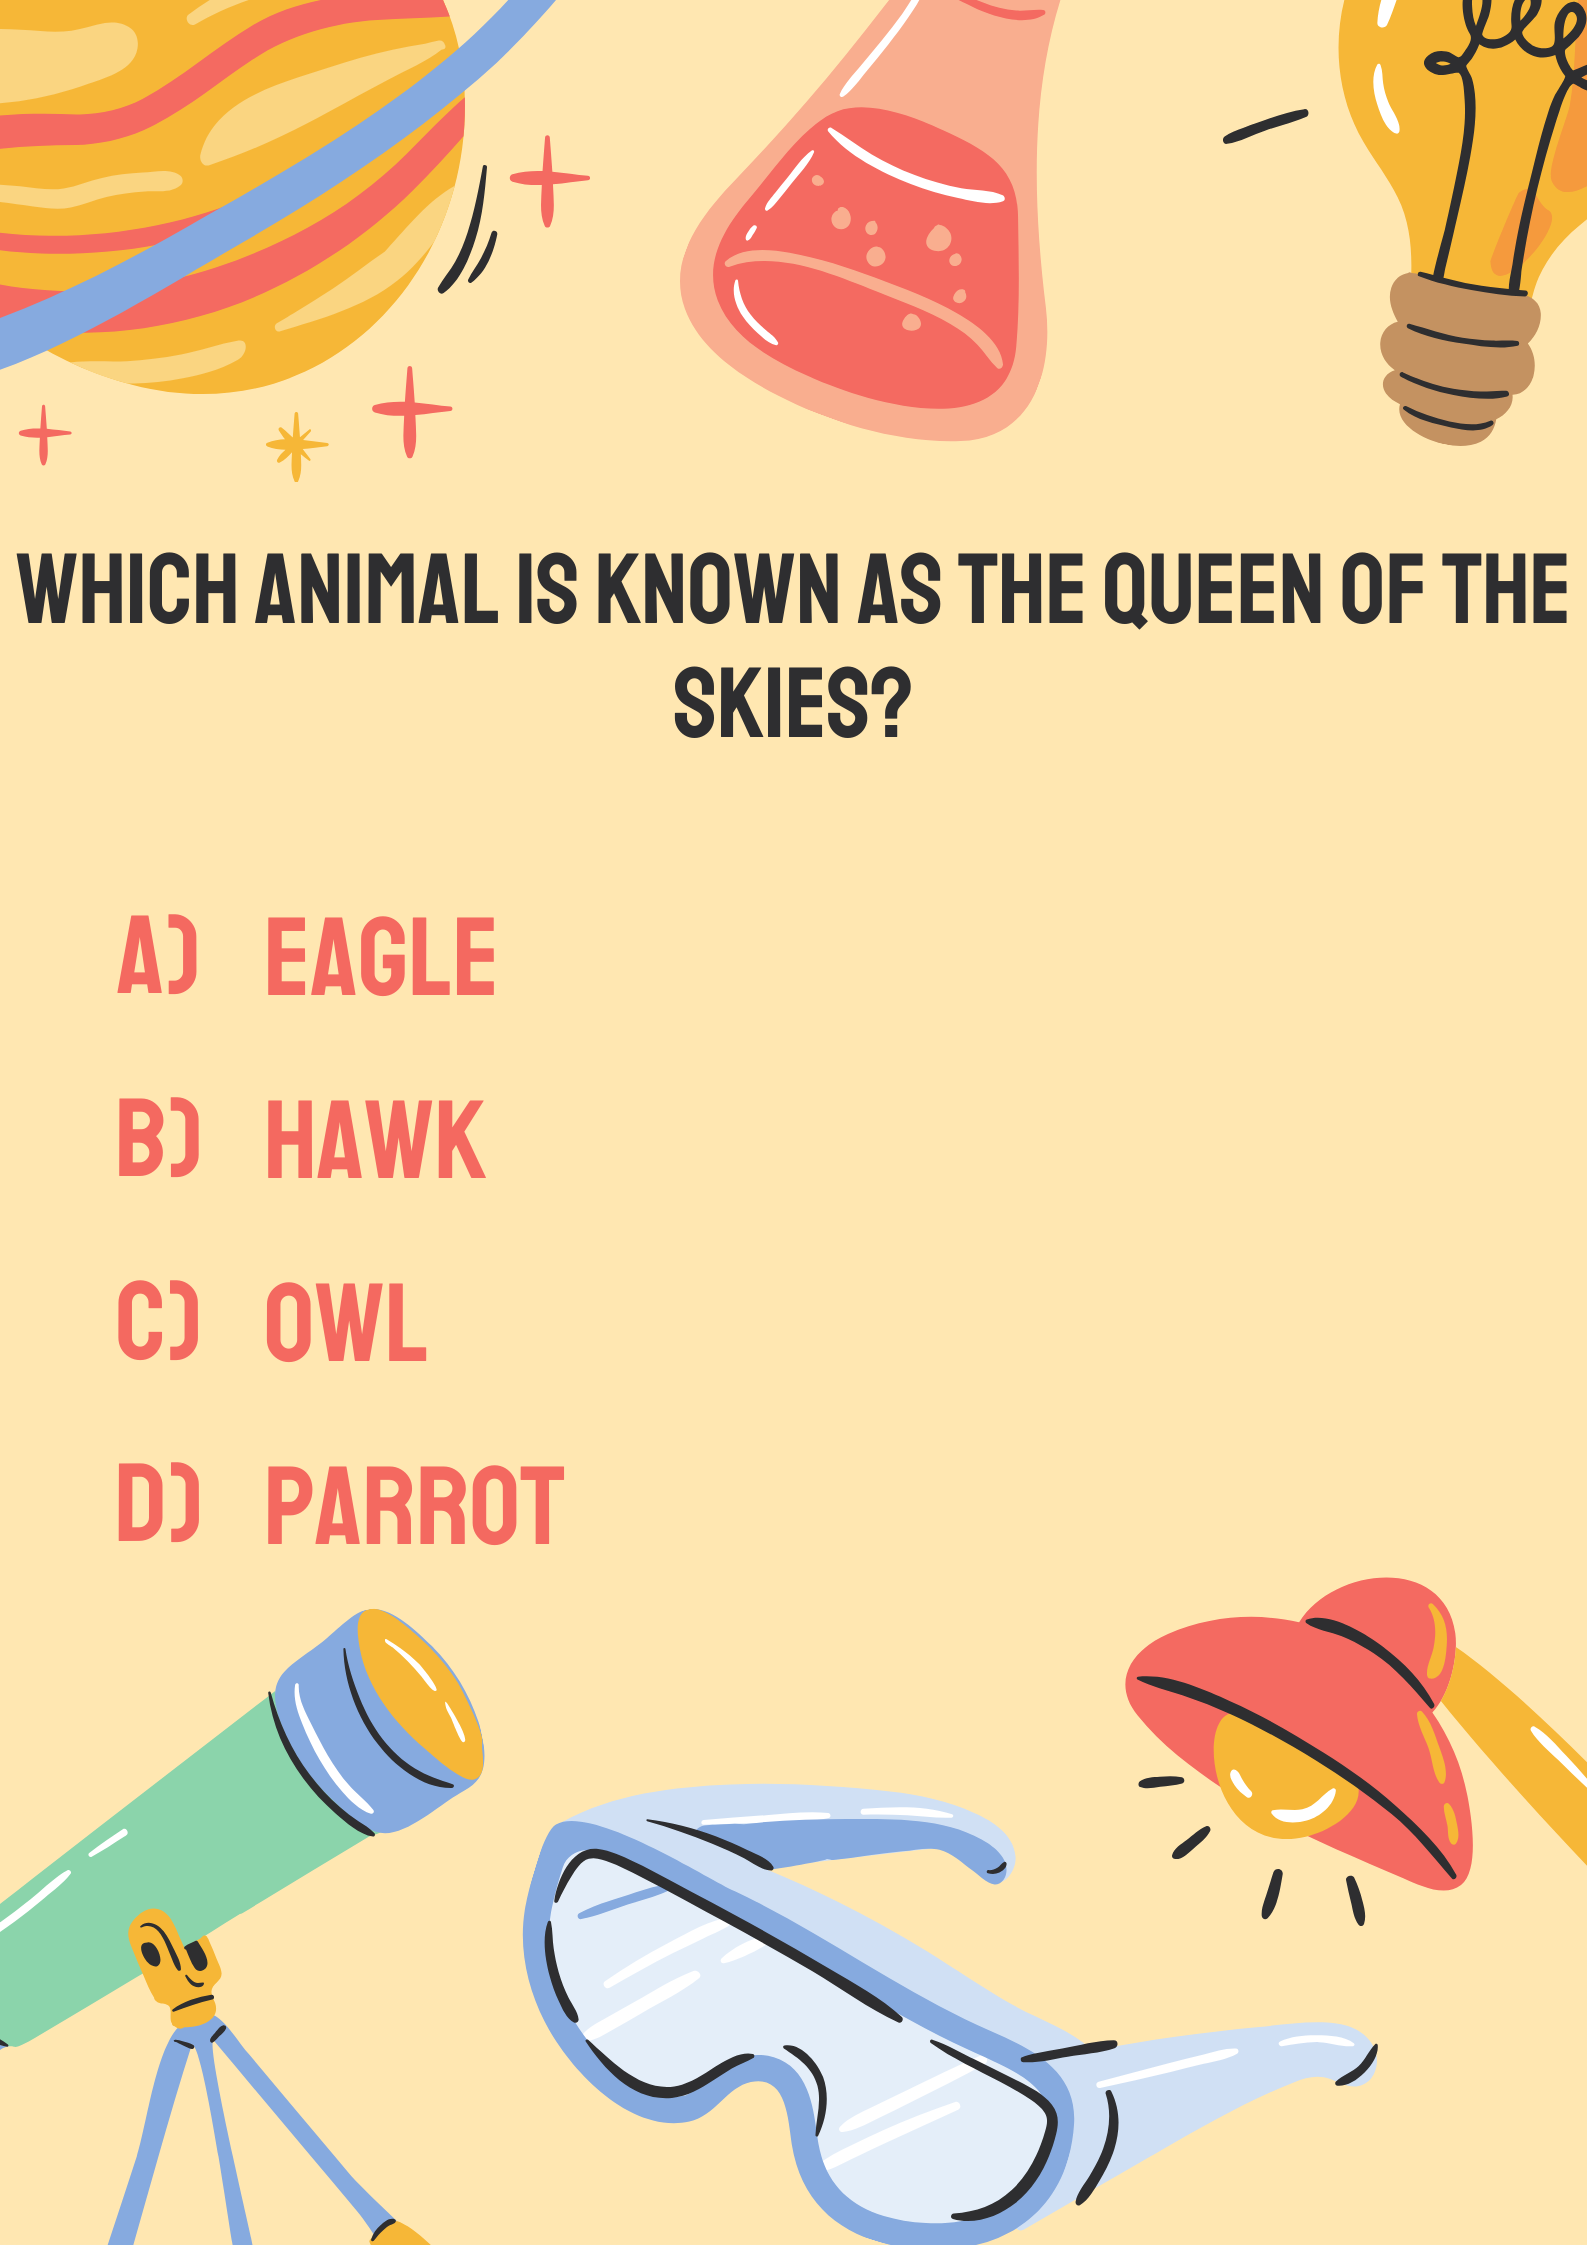 WHICH ANIMAL IS KNOWN AS THE QUEEN OF THE
SKIES?
A) EAGLE
B) HAWK
C) OWL
D) PARROT